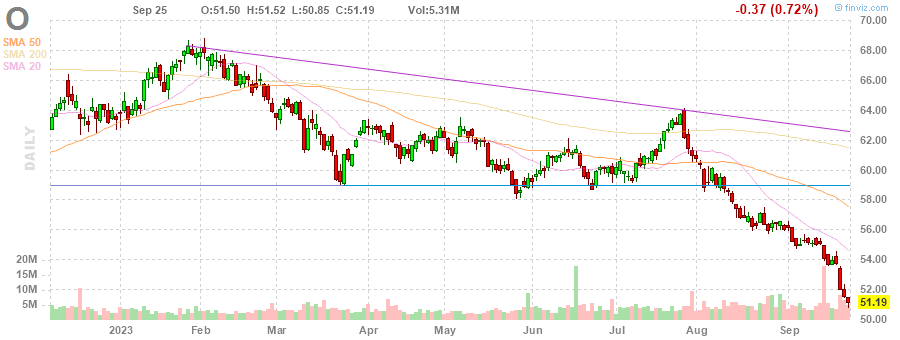 O
Sep 25 O:51.50 H:51.52 L:50.85 C:51.19 Vol:5.31M
-0.37 (0.72%)
© finviz.com
SMA 50
SMA 200
SMA 20
DAILY
70.00
68.00
66.00
64.00
62.00
60.00
58.00
56.00
54.00
52.00
51.19
50.00
20M
15M
10M
5M
2023 Feb Mar Apr May Jun Jul Aug Sep